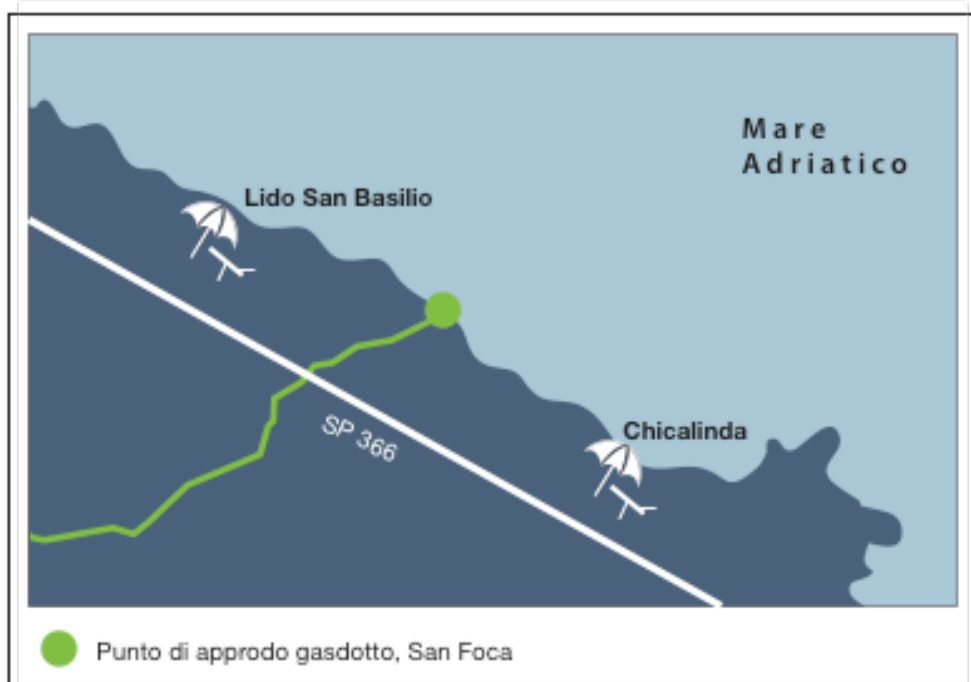 Mare
Adriatico
Lido San Basilio
SP 366
Chicalinda
Punto di approdo gasdotto, San Foca